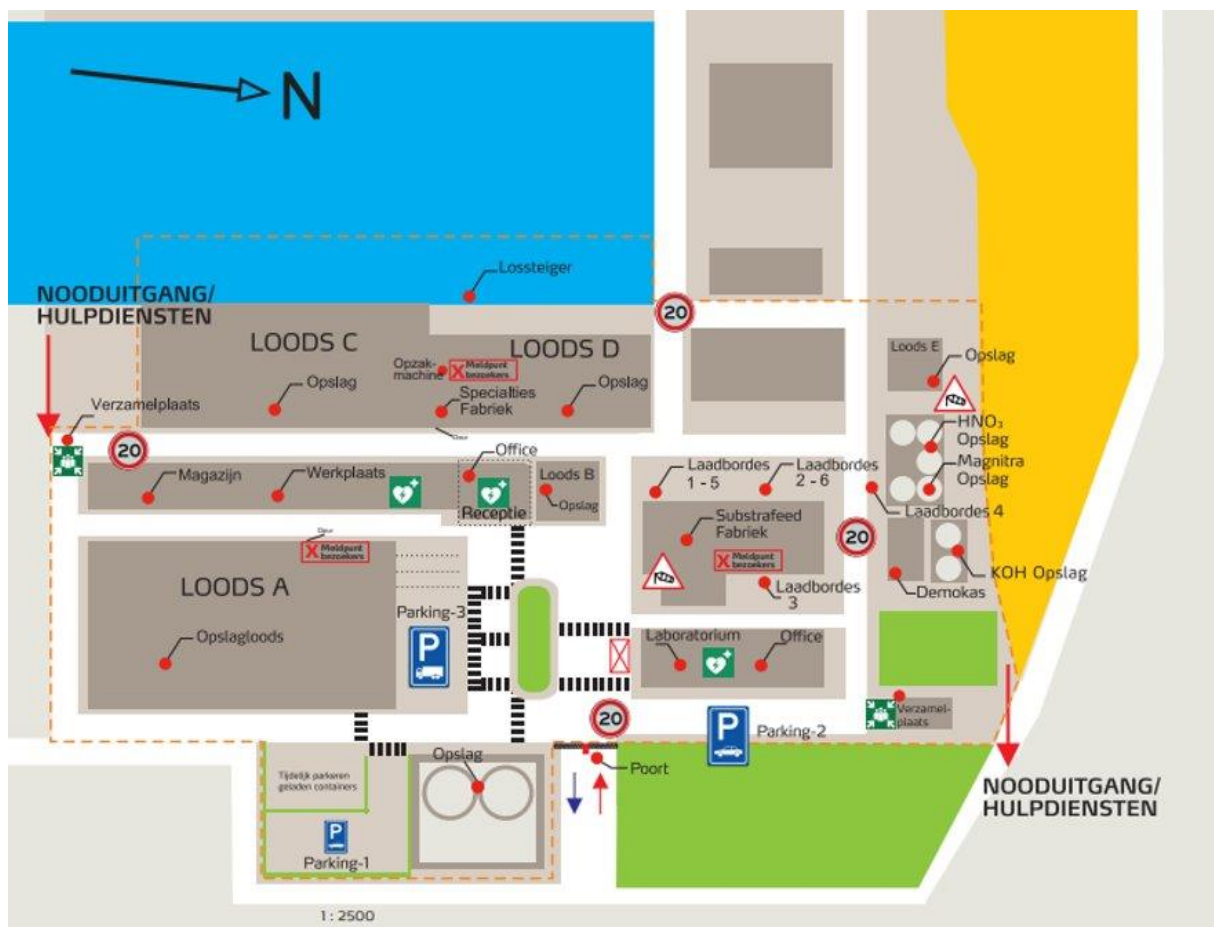 N
Lossteiger
NOODUITGANG/
HULPDIENSTEN
20
LOODS C
LOODS D
Loods E
Opslag
Opzak-
machine
X Meldpunt
bezoekers
Opslag
Specialties
Fabriek
Opslag
Verzamelplaats
HNO₃
Opslag
Deur
20
Office
Magnitra
Opslag
Magazijn
Werkplaats
Loods B
Opslag
Laadbordes
1 - 5
Laadbordes
2 - 6
Receptie
Laadbordes 4
Substrafeed
Fabriek
20
Deur
X Meldpunt
bezoekers
X Meldpunt
bezoekers
KOH Opslag
LOODS A
Laadbordes
3
Demokas
Parking-3
P
Opslagloods
Laboratorium
Office
Verzamel-
plaats
20
P
Parking-2
Opslag
Poort
Tijdelijk parkeren
geladen containers
P
Parking-1
NOODUITGANG/
HULPDIENSTEN
1 : 2500